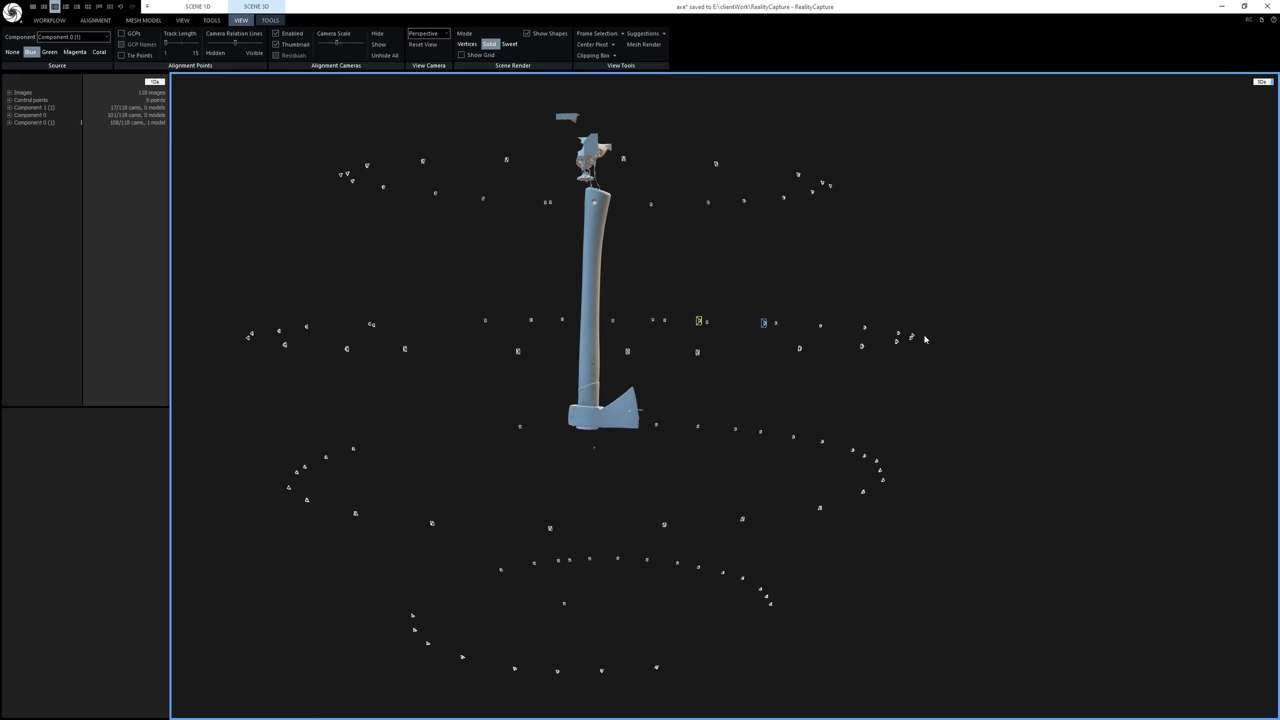 SCENE 1D SCENE 3D axe* saved to E:\clientWork\RealityCapture - RealityCapture
WORKFLOW ALIGNMENT MESH MODEL VIEW TOOLS VIEW TOOLS RC
Component Component 0 (1) GCPs Track Length Camera Relation Lines Enabled Camera Scale Hide Perspective Mode Show Shapes Frame Selection Suggestions
GCP Names Thumbnail Show Reset View Vertices Solid Sweet Center Pivot Mesh Render
None Blue Green Magenta Coral Tie Points 1 15 Hidden Visible Residuals Unhide All Show Grid Clipping Box
Source Alignment Points Alignment Cameras View Camera Scene Render View Tools
1Ds 3Ds
Images 118 images
Control points 6 points
Component 1 (1) 17/118 cams, 0 models
Component 0 101/118 cams, 0 models
Component 0 (1) 108/118 cams, 1 model